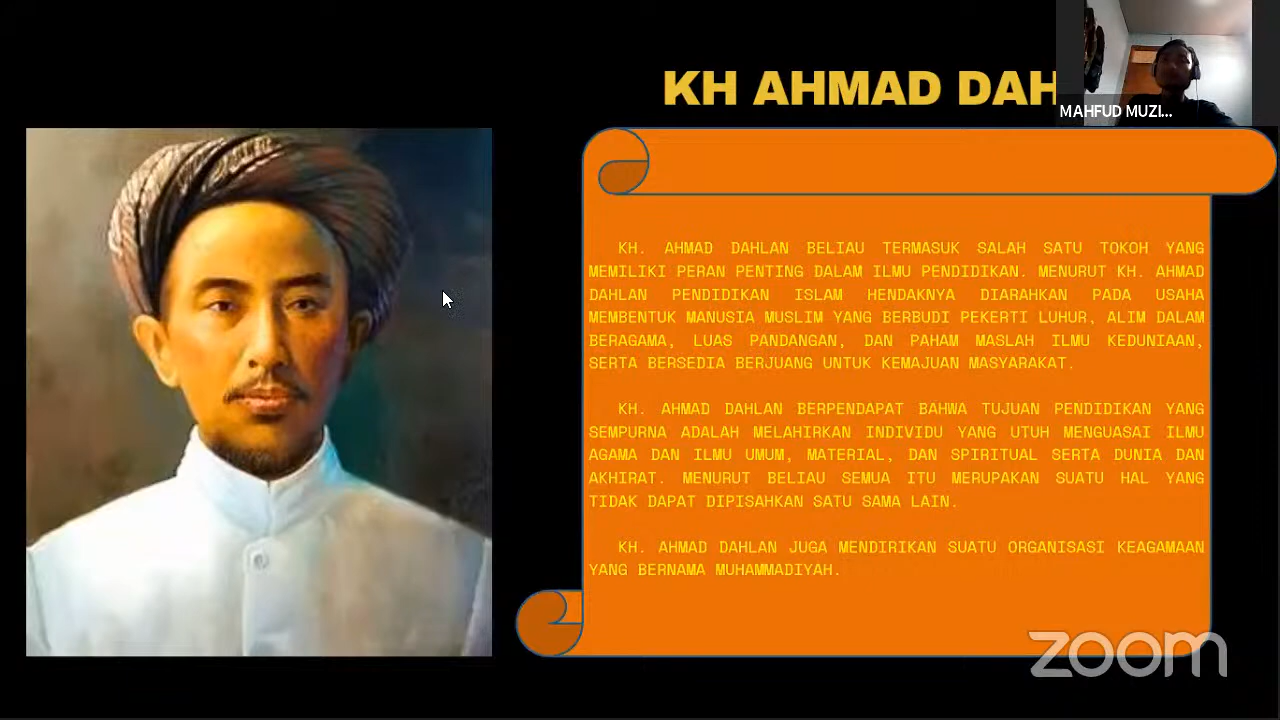 KH AHMAD DAH
MAHFUD MUZI...
KH. AHMAD DAHLAN BELIAU TERMASUK SALAH SATU TOKOH YANG
MEMILIKI PERAN PENTING DALAM ILMU PENDIDIKAN. MENURUT KH. AHMAD
DAHLAN PENDIDIKAN ISLAM HENDAKNYA DIARAHKAN PADA USAHA
MEMBENTUK MANUSIA MUSLIM YANG BERBUDI PEKERTI LUHUR, ALIM DALAM
BERAGAMA, LUAS PANDANGAN, DAN PAHAM MASLAH ILMU KEDUNIAAN,
SERTA BERSEDIA BERJUANG UNTUK KEMAJUAN MASYARAKAT.
KH. AHMAD DAHLAN BERPENDAPAT BAHWA TUJUAN PENDIDIKAN YANG
SEMPURNA ADALAH MELAHIRKAN INDIVIDU YANG UTUH MENGUASAI ILMU
AGAMA DAN ILMU UMUM, MATERIAL, DAN SPIRITUAL SERTA DUNIA DAN
AKHIRAT. MENURUT BELIAU SEMUA ITU MERUPAKAN SUATU HAL YANG
TIDAK DAPAT DIPISAHKAN SATU SAMA LAIN.
KH. AHMAD DAHLAN JUGA MENDIRIKAN SUATU ORGANISASI KEAGAMAAN
YANG BERNAMA MUHAMMADIYAH.
zoom